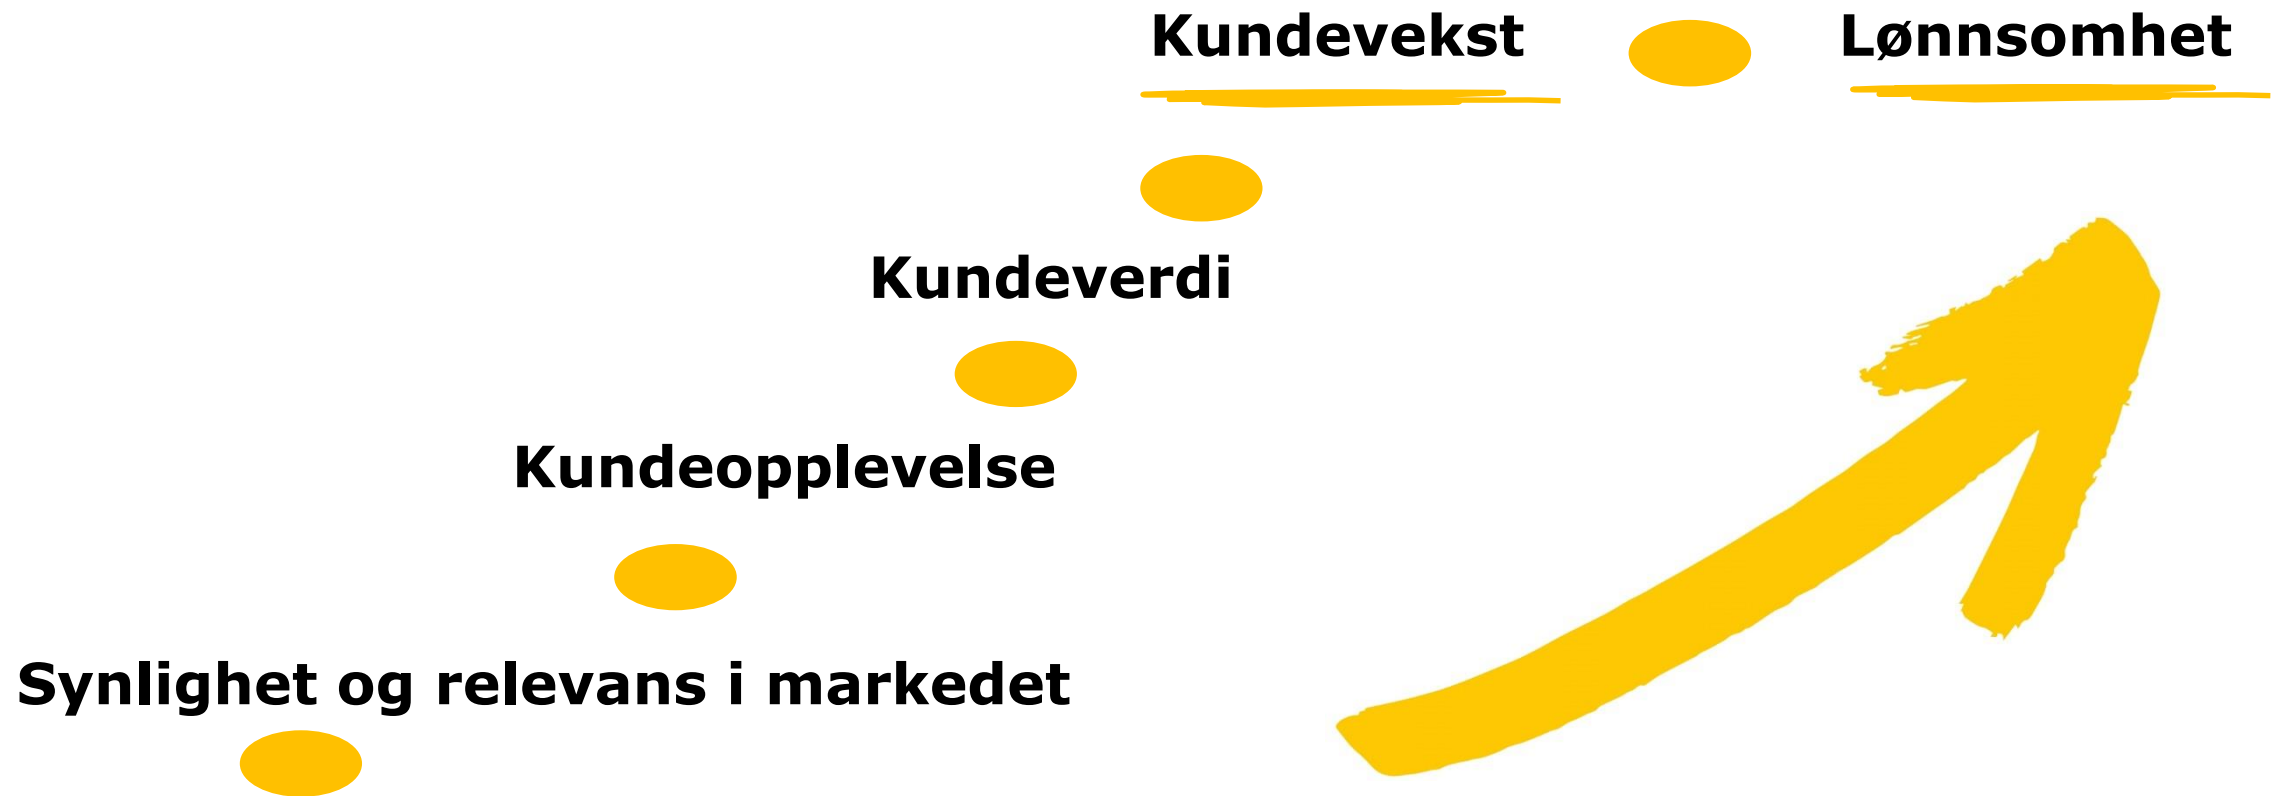 Kundevekst
Lønnsomhet
Kundeverdi
Kundeopplevelse
Synlighet og relevans i markedet